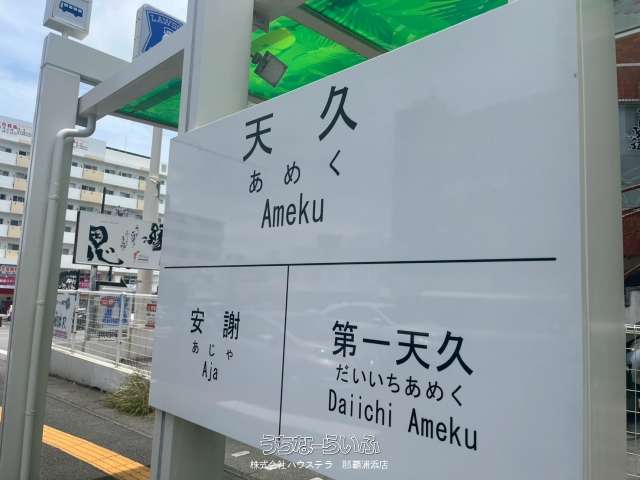 天久
あめく
Ameku
安謝
あじゃ
Aja
第一天久
だいいちあめく
Daiichi Ameku
うちなーらいふ
株式会社ハウステラ 那覇浦添店